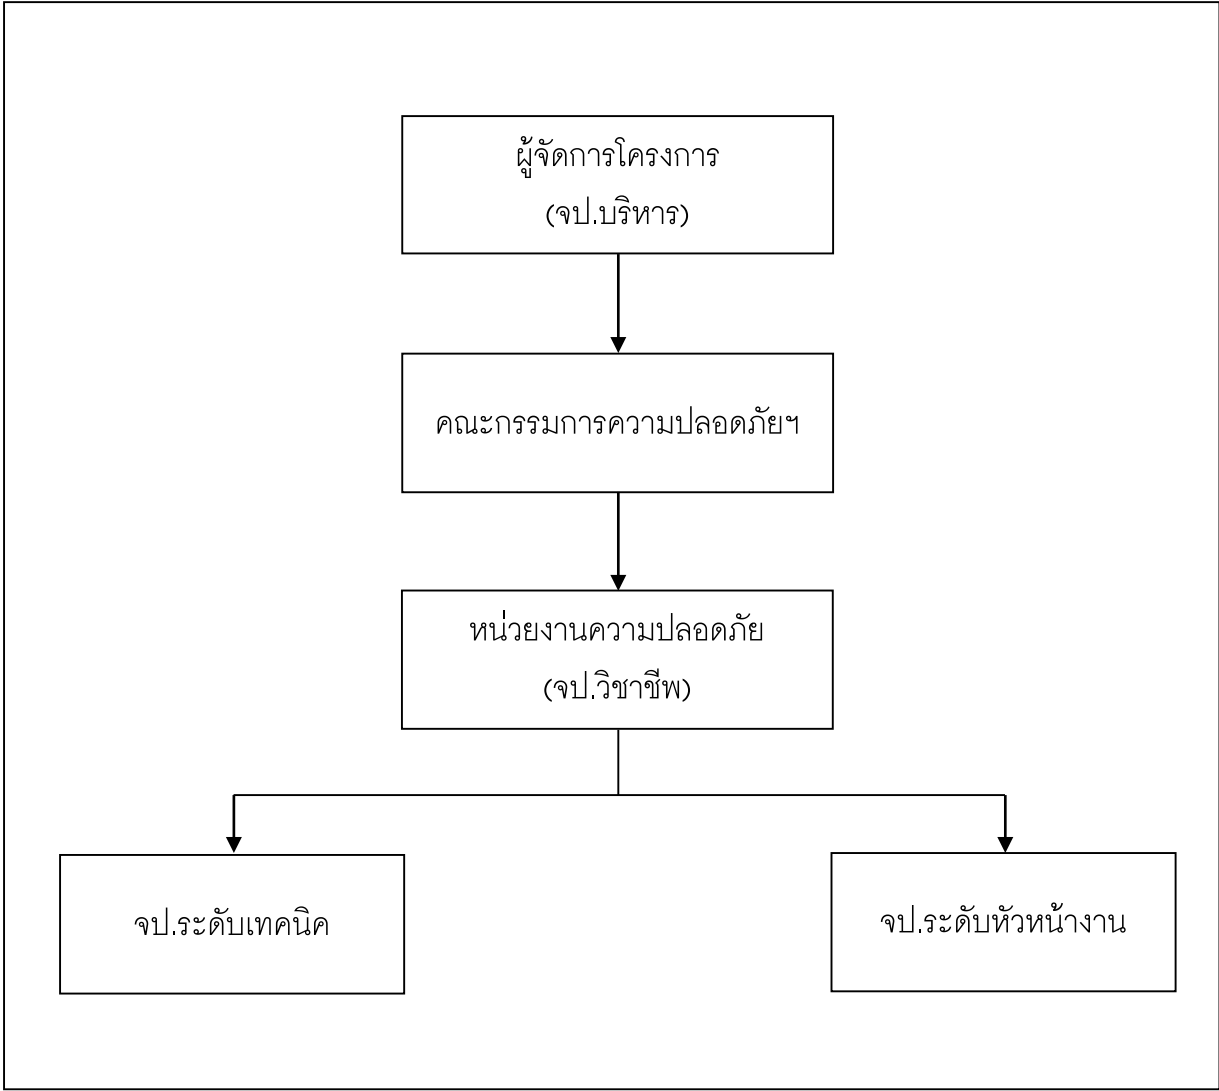 ผู้จัดการโครงการ
(จป.บริหาร)
คณะกรรมการความปลอดภัยฯ
หน่วยงานความปลอดภัย
(จป.วิชาชีพ)
จป.ระดับเทคนิค
จป.ระดับหัวหน้างาน